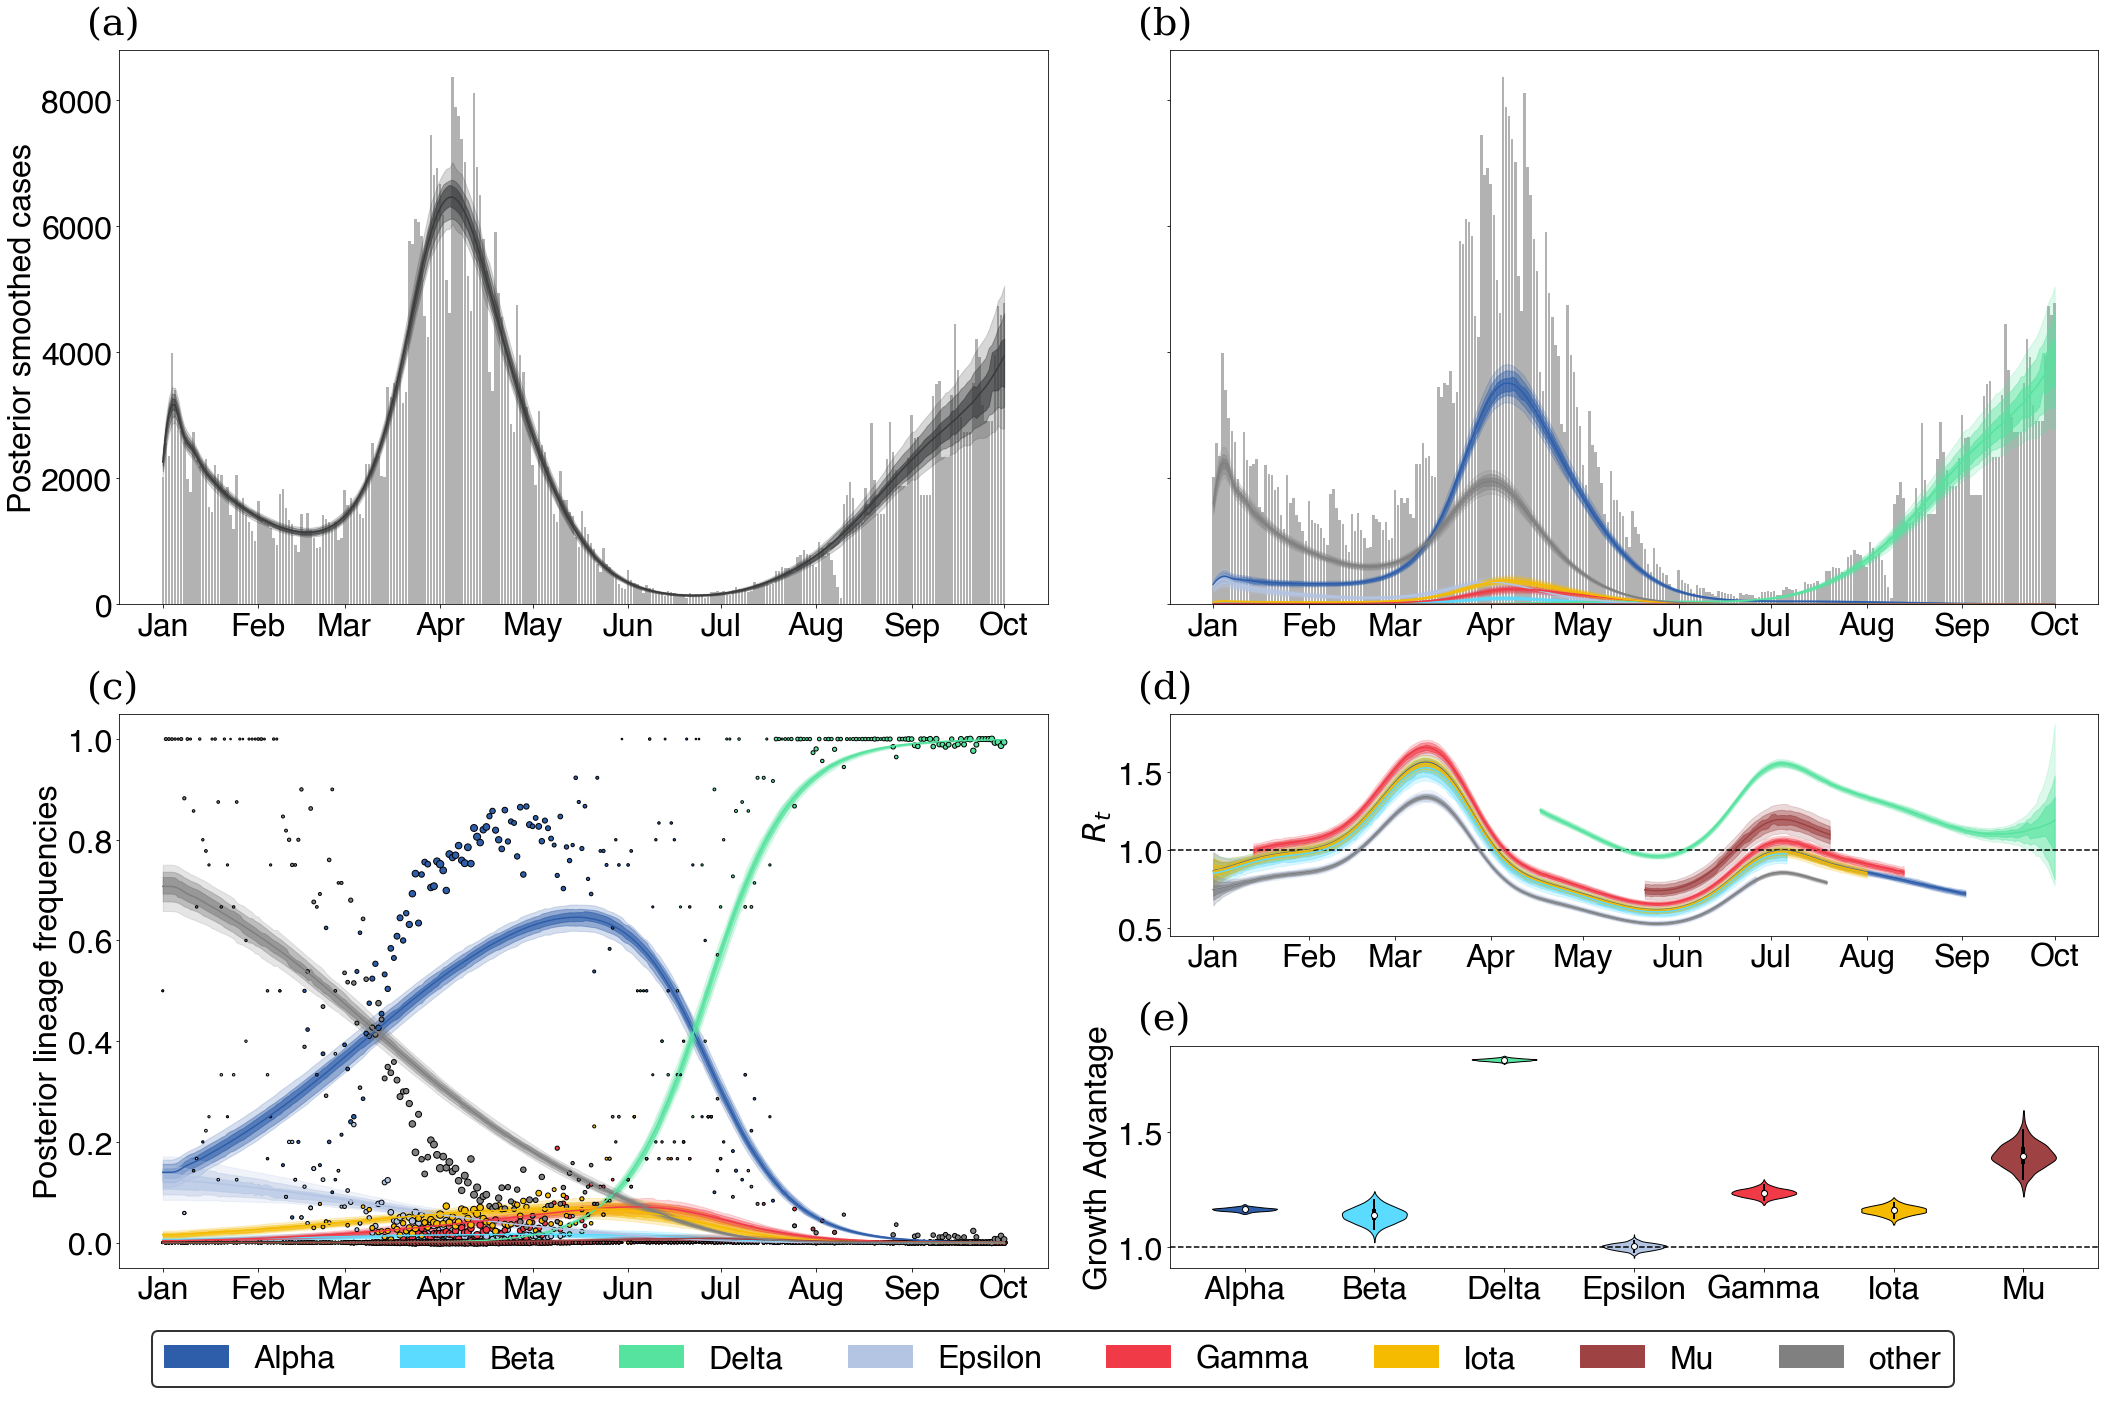 (a)
Posterior smoothed cases
8000
6000
4000
2000
0
Jan Feb Mar Apr May Jun Jul Aug Sep Oct
(b)
Jan Feb Mar Apr May Jun Jul Aug Sep Oct
(c)
Posterior lineage frequencies
1.0
0.8
0.6
0.4
0.2
0.0
Jan Feb Mar Apr May Jun Jul Aug Sep Oct
(d)
Rt
1.5
1.0
0.5
Jan Feb Mar Apr May Jun Jul Aug Sep Oct
(e)
Growth Advantage
1.5
1.0
Alpha Beta Delta Epsilon Gamma Iota Mu
Alpha Beta Delta Epsilon Gamma Iota Mu other